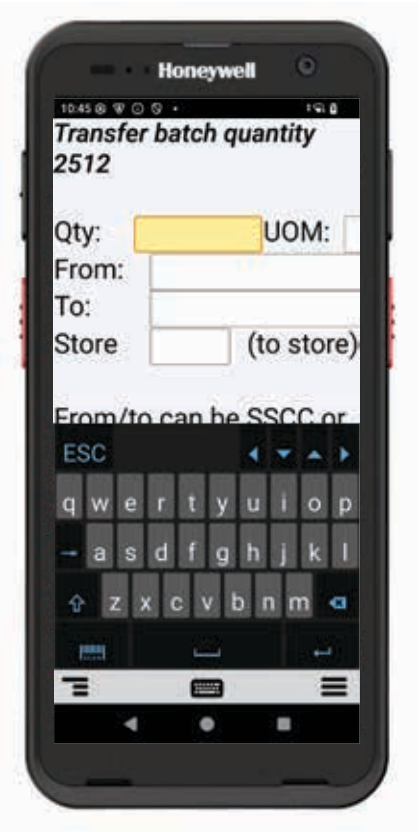 Honeywell
10:45
Transfer batch quantity
2512
Qty: UOM:
From:
To:
Store (to store)
From/to can be SSCC or
ESC
q w e r t y u i o p
a s d f g h j k l
z x c v b n m